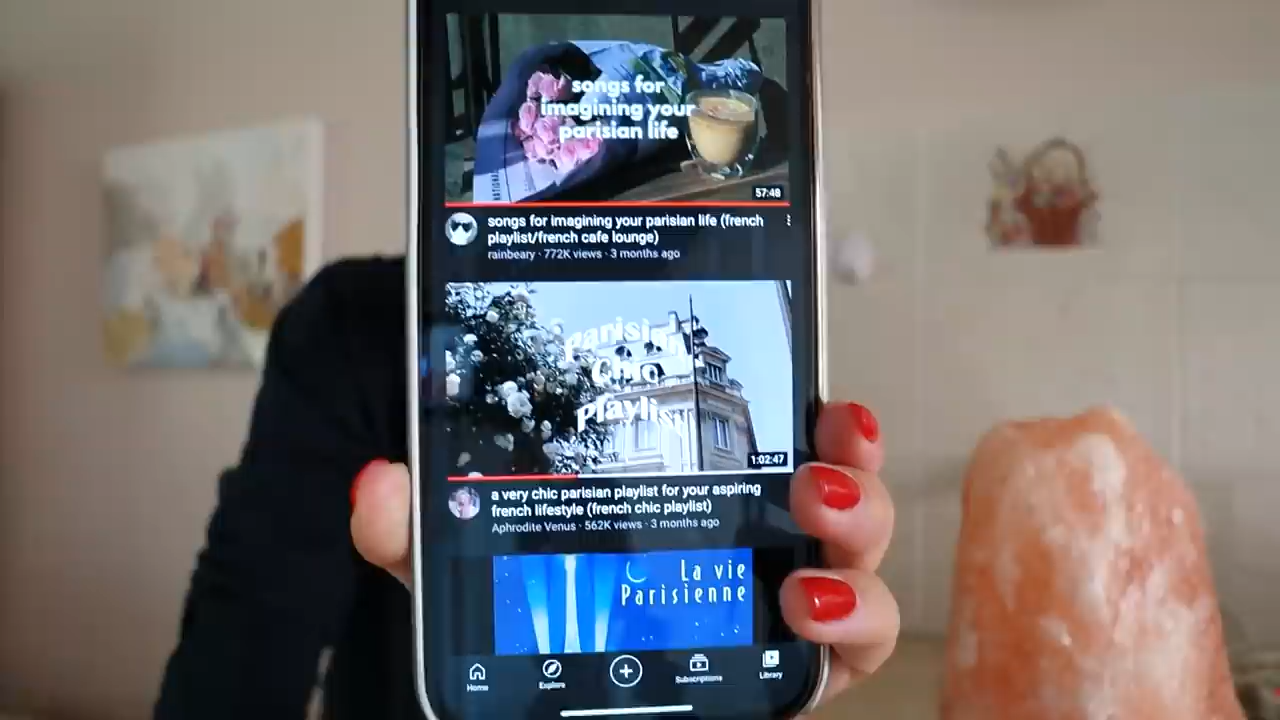 songs for
imagining your
parisian life
57:48
songs for imagining your parisian life (french
playlist/french cafe lounge)
rainbeary · 772K views · 3 months ago
Parisian
Chic
Playlist
1:02:47
a very chic parisian playlist for your aspiring
french lifestyle (french chic playlist)
Aphrodite Venus · 562K views · 3 months ago
La vie
Parisienne
Home
Explore
Subscriptions
Library